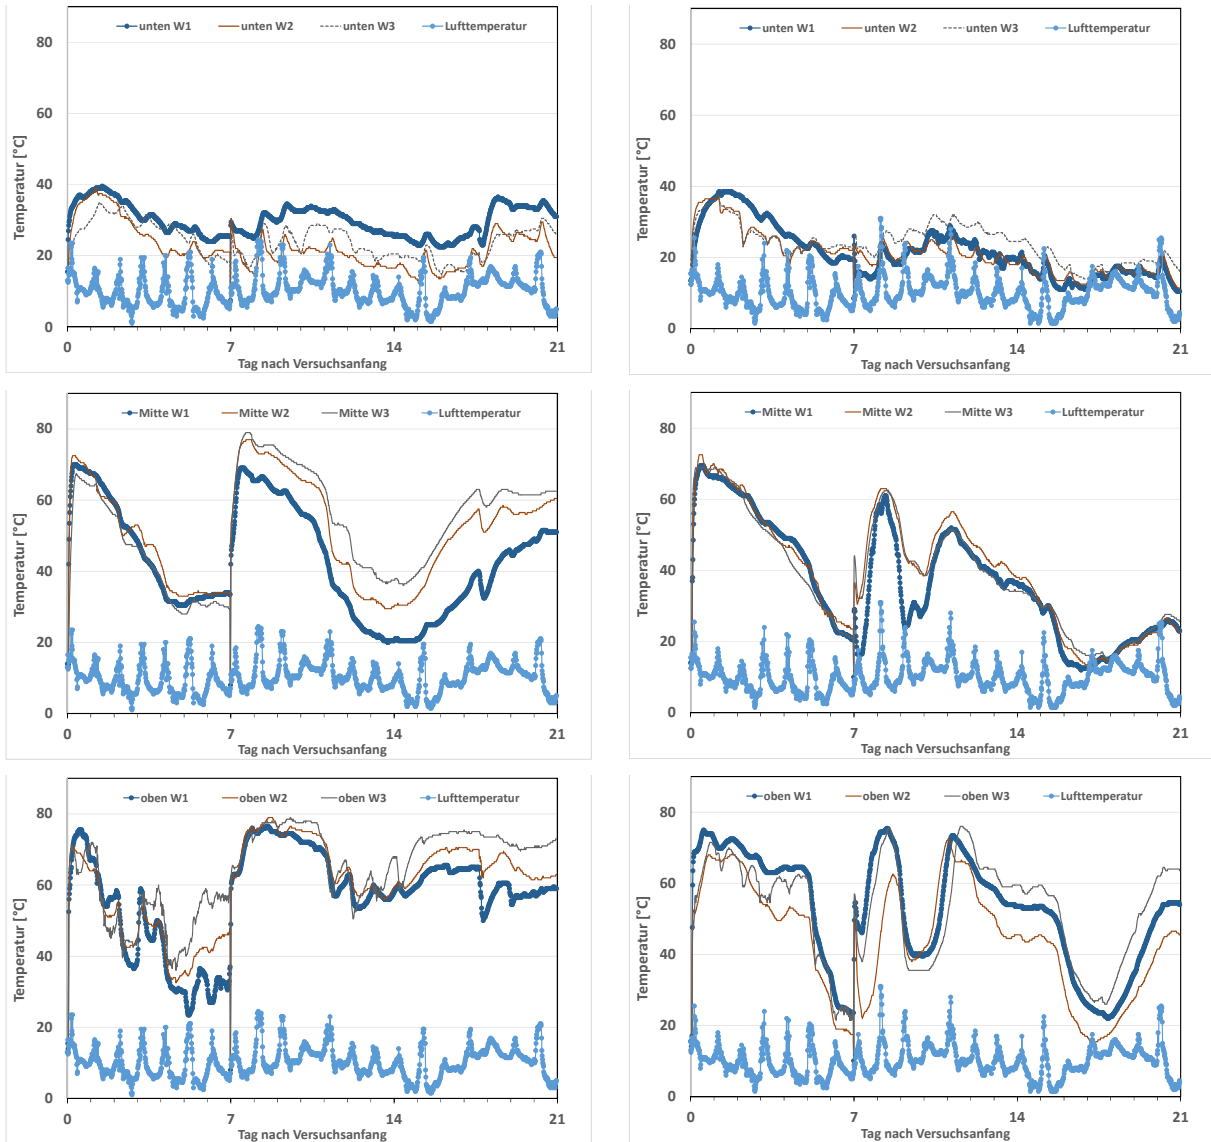 unten W1 unten W2 unten W3 Lufttemperatur
80
60
40
20
0
Temperatur [°C]
0 7 14 21
Tag nach Versuchsanfang
unten W1 unten W2 unten W3 Lufttemperatur
80
60
40
20
0
Temperatur [°C]
0 7 14 21
Tag nach Versuchsanfang
Mitte W1 Mitte W2 Mitte W3 Lufttemperatur
80
60
40
20
0
Temperatur [°C]
0 7 14 21
Tag nach Versuchsanfang
Mitte W1 Mitte W2 Mitte W3 Lufttemperatur
80
60
40
20
0
Temperatur [°C]
0 7 14 21
Tag nach Versuchsanfang
oben W1 oben W2 oben W3 Lufttemperatur
80
60
40
20
0
Temperatur [°C]
0 7 14 21
Tag nach Versuchsanfang
oben W1 oben W2 oben W3 Lufttemperatur
80
60
40
20
0
Temperatur [°C]
0 7 14 21
Tag nach Versuchsanfang